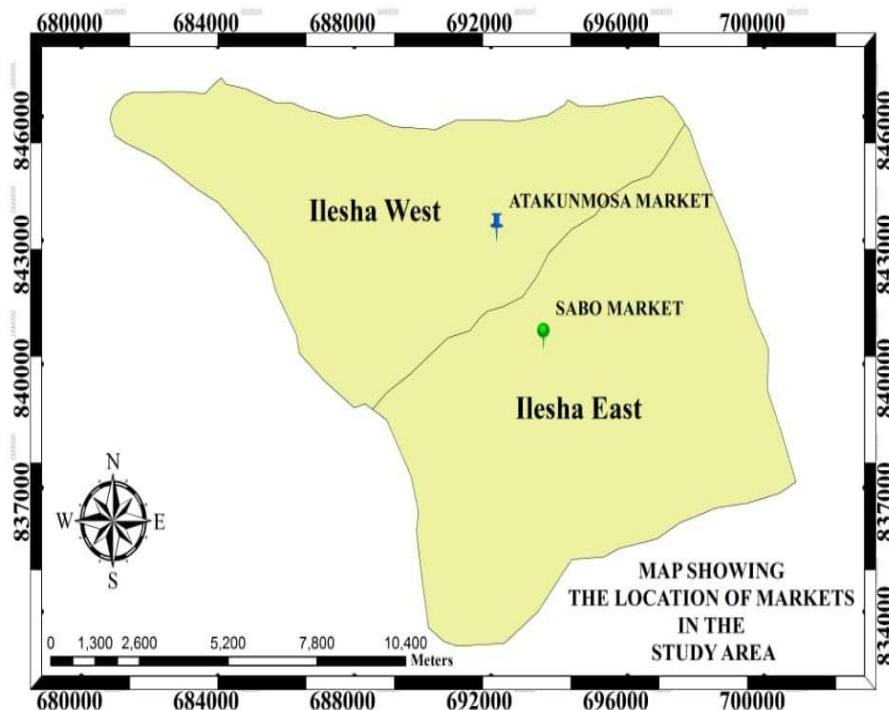 680000 684000 688000 692000 696000 700000
846000
846000
Ilesha West
ATAKUNMOSA MARKET
843000
843000
SABO MARKET
840000
840000
Ilesha East
N
W
E
S
837000
837000
MAP SHOWING
THE LOCATION OF MARKETS
IN THE
STUDY AREA
834000
0 1,300 2,600 5,200 7,800 10,400
Meters
680000 684000 688000 692000 696000 700000